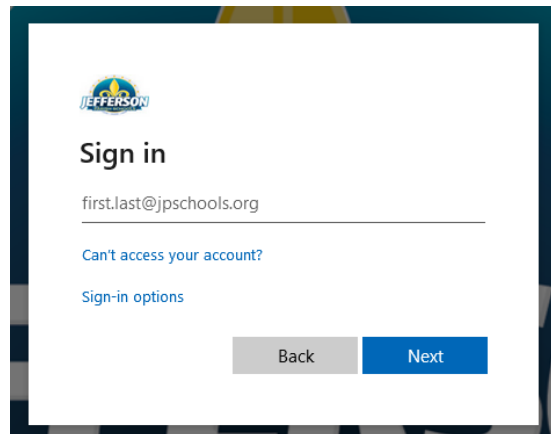 JEFFERSON
Sign in
first.last@jpschools.org
Can't access your account?
Sign-in options
Back Next